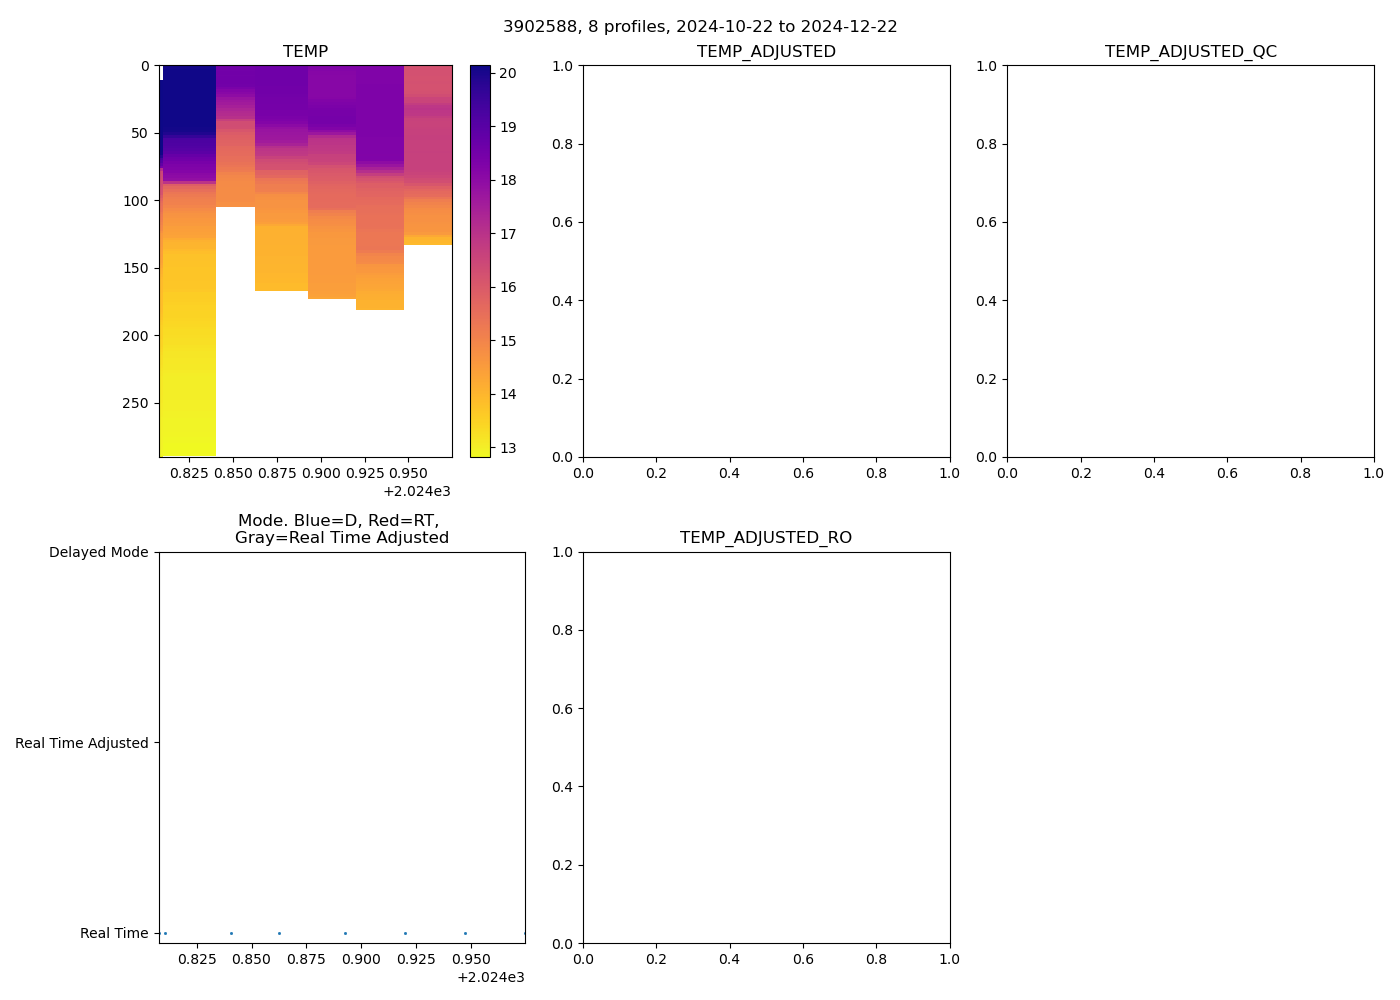 3902588, 8 profiles, 2024-10-22 to 2024-12-22
TEMP
0
50
100
150
200
250
0.825 0.850 0.875 0.900 0.925 0.950
+2.024e3
20
19
18
17
16
15
14
13
TEMP_ADJUSTED
1.0
0.8
0.6
0.4
0.2
0.0
0.0 0.2 0.4 0.6 0.8 1.0
TEMP_ADJUSTED_QC
1.0
0.8
0.6
0.4
0.2
0.0
0.0 0.2 0.4 0.6 0.8 1.0
Mode. Blue=D, Red=RT,
Gray=Real Time Adjusted
Delayed Mode
Real Time Adjusted
Real Time
0.825 0.850 0.875 0.900 0.925 0.950
+2.024e3
TEMP_ADJUSTED_RO
1.0
0.8
0.6
0.4
0.2
0.0
0.0 0.2 0.4 0.6 0.8 1.0